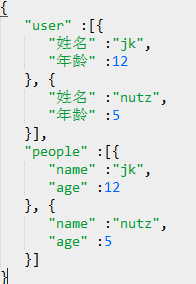 {
"user" :[{
"姓名" :"jk",
"年龄" :12
}, {
"姓名" :"nutz",
"年龄" :5
}],
"people" :[{
"name" :"jk",
"age" :12
}, {
"name" :"nutz",
"age" :5
}]
}